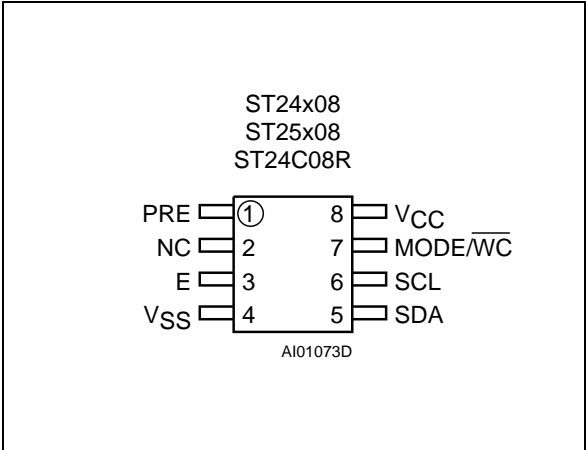 ST24x08
ST25x08
ST24C08R
PRE 1 8 VCC
NC 2 7 MODE/W̅C̅
E 3 6 SCL
VSS 4 5 SDA
AI01073D